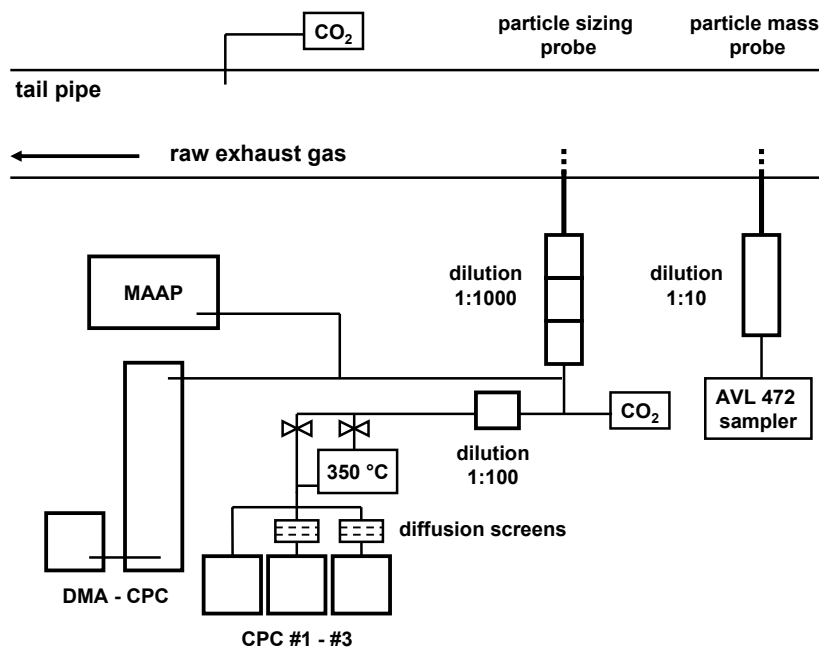 CO₂
particle sizing
probe
particle mass
probe
tail pipe
raw exhaust gas
dilution
1:1000
dilution
1:10
MAAP
AVL 472
sampler
CO₂
dilution
1:100
350 °C
diffusion screens
DMA - CPC
CPC #1 - #3